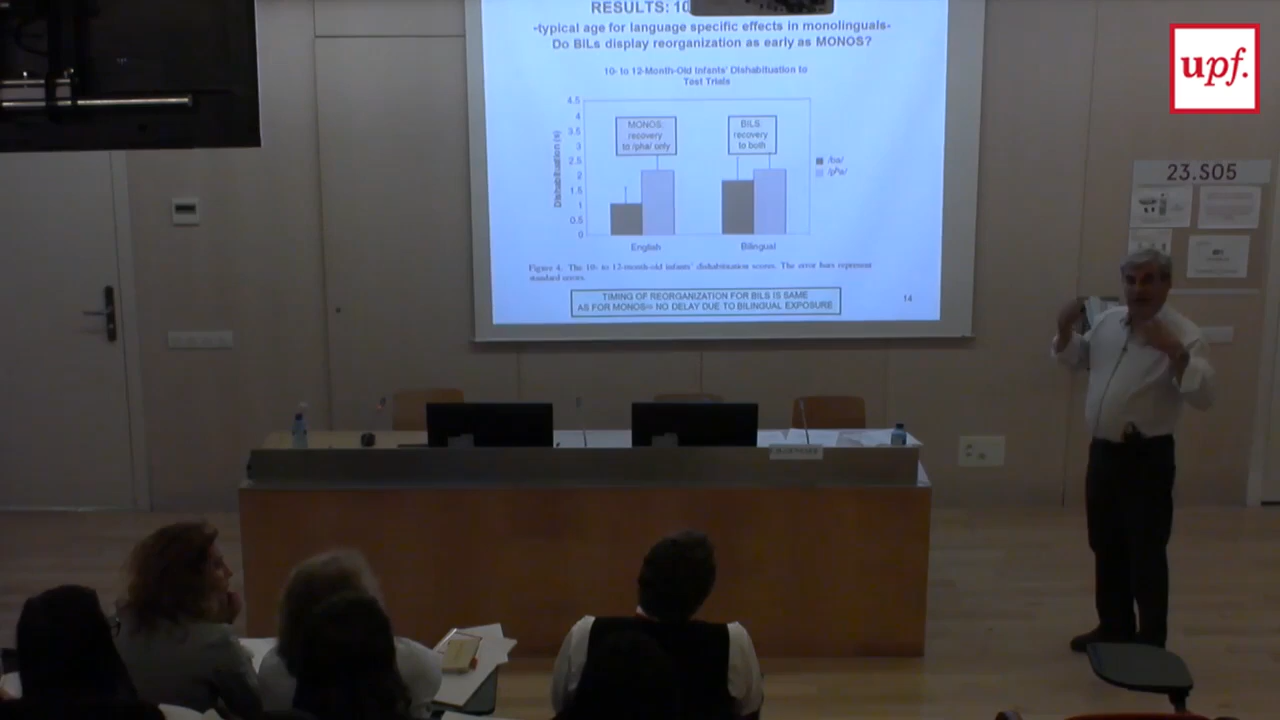 RESULTS: 10
-typical age for language specific effects in monolinguals-
Do BILs display reorganization as early as MONOS?
10- to 12-Month-Old Infants' Dishabituation to
Test Trials
Dishabituation (s)
4.5
4
3.5
3
2.5
2
1.5
1
0.5
0
MONOS:
recovery
to /pha/ only
BILS:
recovery
to both
English
Bilingual
Figure 4. The 10- to 12-month-old infants' dishabituation scores. The error bars represent
standard errors.
TIMING OF REORGANIZATION FOR BILS IS SAME
AS FOR MONOS= NO DELAY DUE TO BILINGUAL EXPOSURE
14
upf.
23.S05